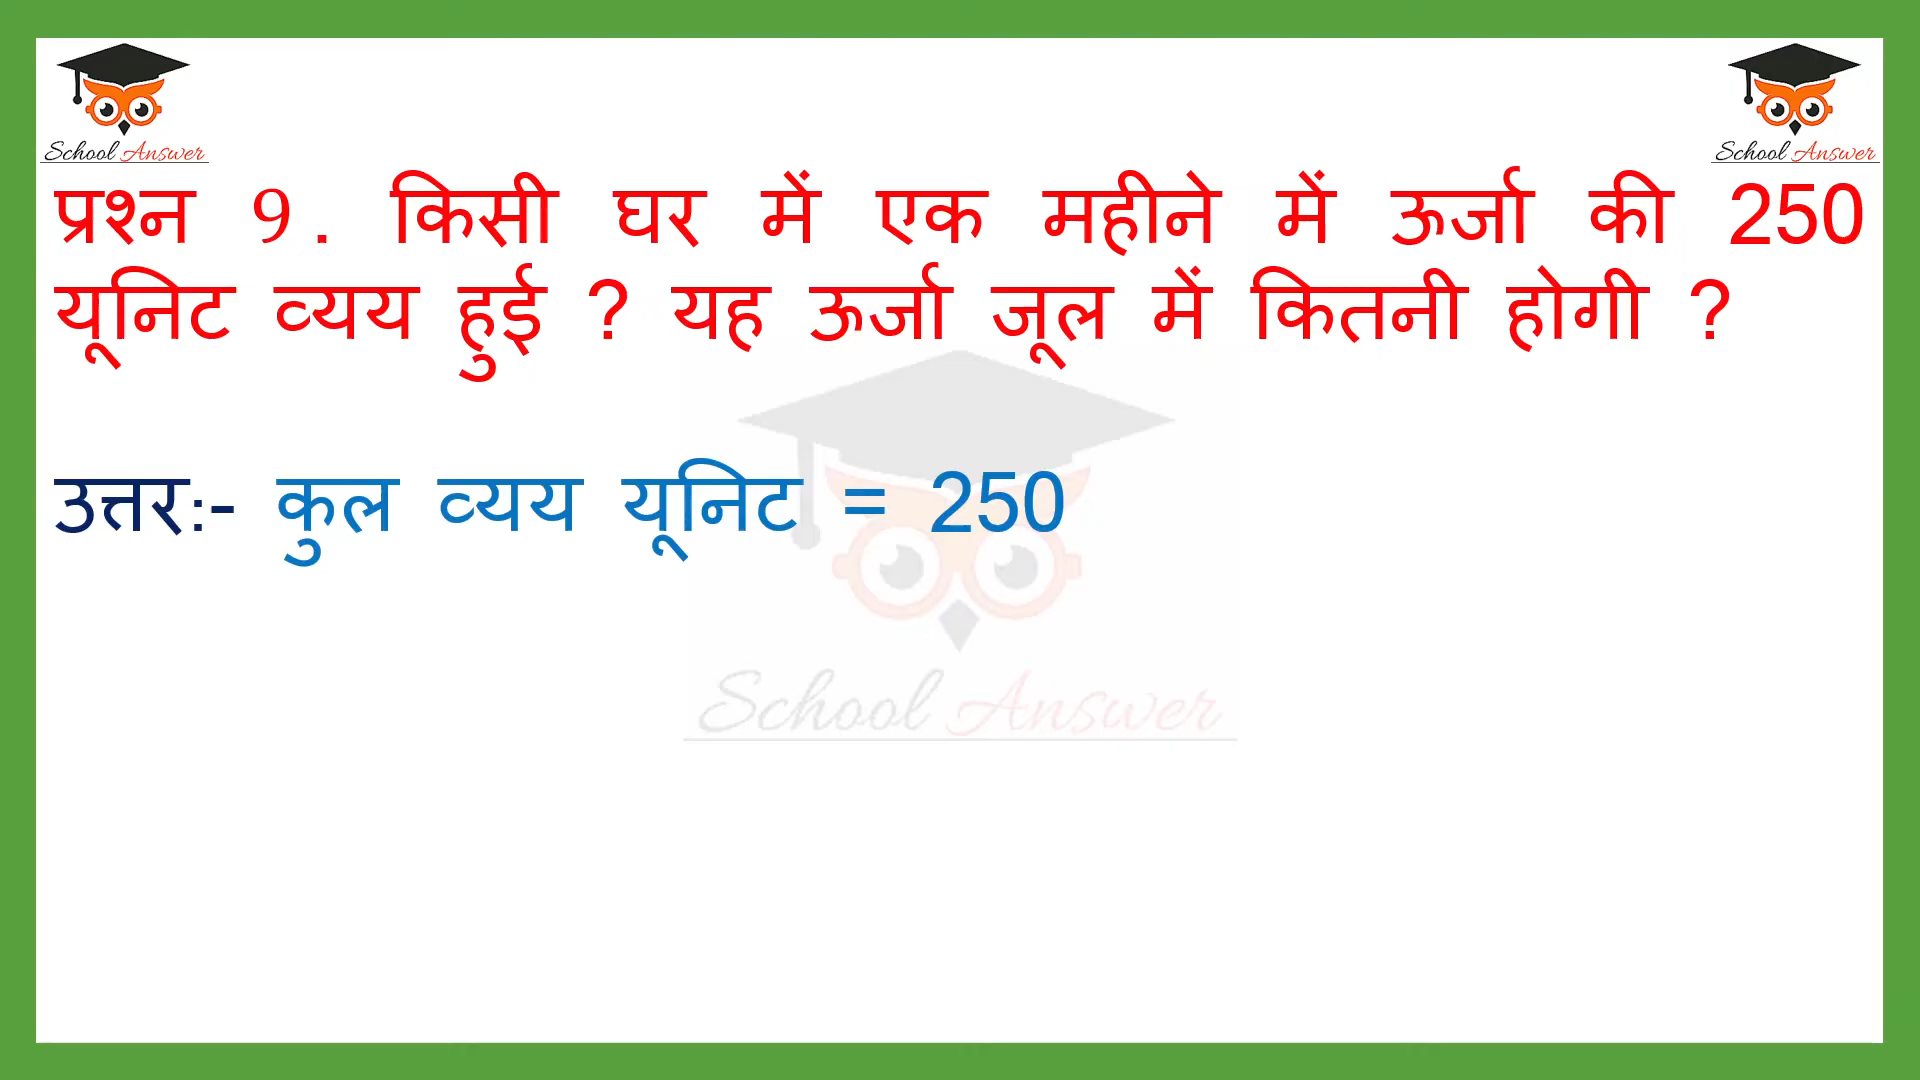 School Answer
School Answer
प्रश्न 9. किसी घर में एक महीने में ऊर्जा की 250
यूनिट व्यय हुई ? यह ऊर्जा जूल में कितनी होगी ?
उत्तर:- कुल व्यय यूनिट = 250
School Answer